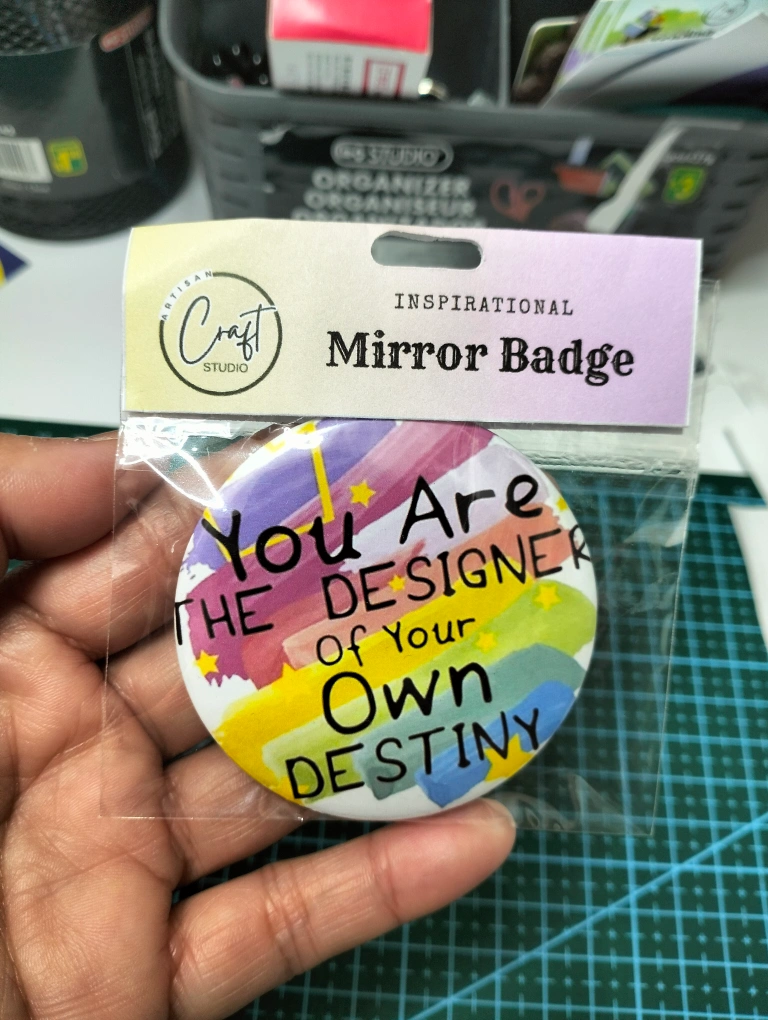 STUDIO
ORGANIZER
ORGANISEUR
ARTISAN
Craft
STUDIO
INSPIRATIONAL
Mirror Badge
You Are
THE DESIGNER
Of Your
Own
DESTINY